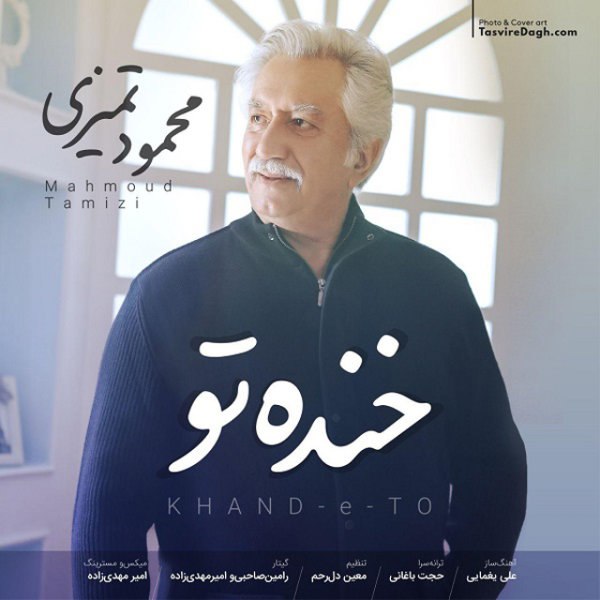 Photo & Cover art
TasvireDagh.com
محمود تمیزی
Mahmoud
Tamizi
خنده تو
KHAND-e-TO
آهنگساز
علی یغمایی
ترانه‌سرا
حجت باغانی
تنظیم
معین دل‌رحم
گیتار
رامین‌صاحبی‌و امیرمهدی‌زاده
میکس‌و مسترینگ
امیر مهدی‌زاده